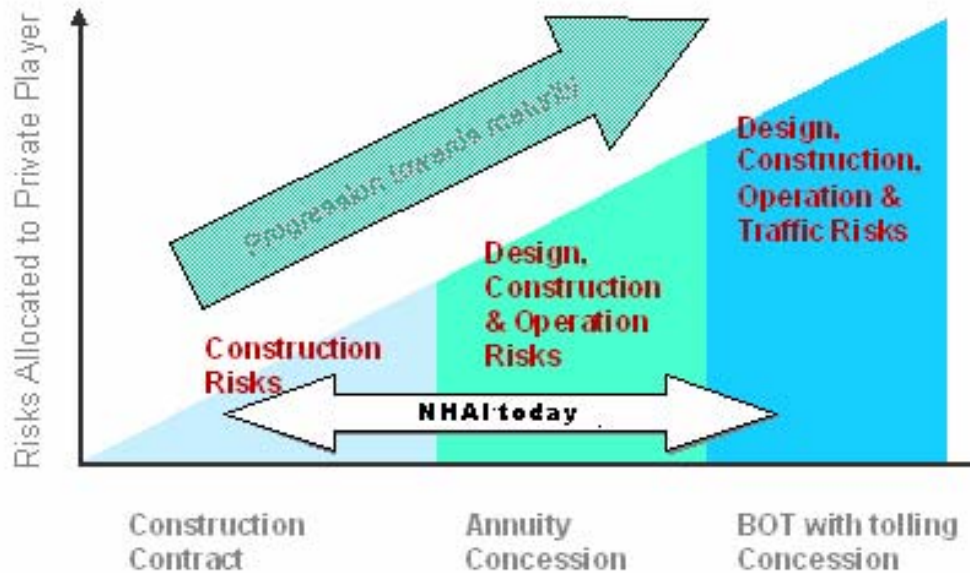 Risks Allocated to Private Player
Progression towards maturity
Design,
Construction,
Operation &
Traffic Risks
Design,
Construction
& Operation
Risks
Construction
Risks
NHAI today
Construction
Contract
Annuity
Concession
BOT with tolling
Concession